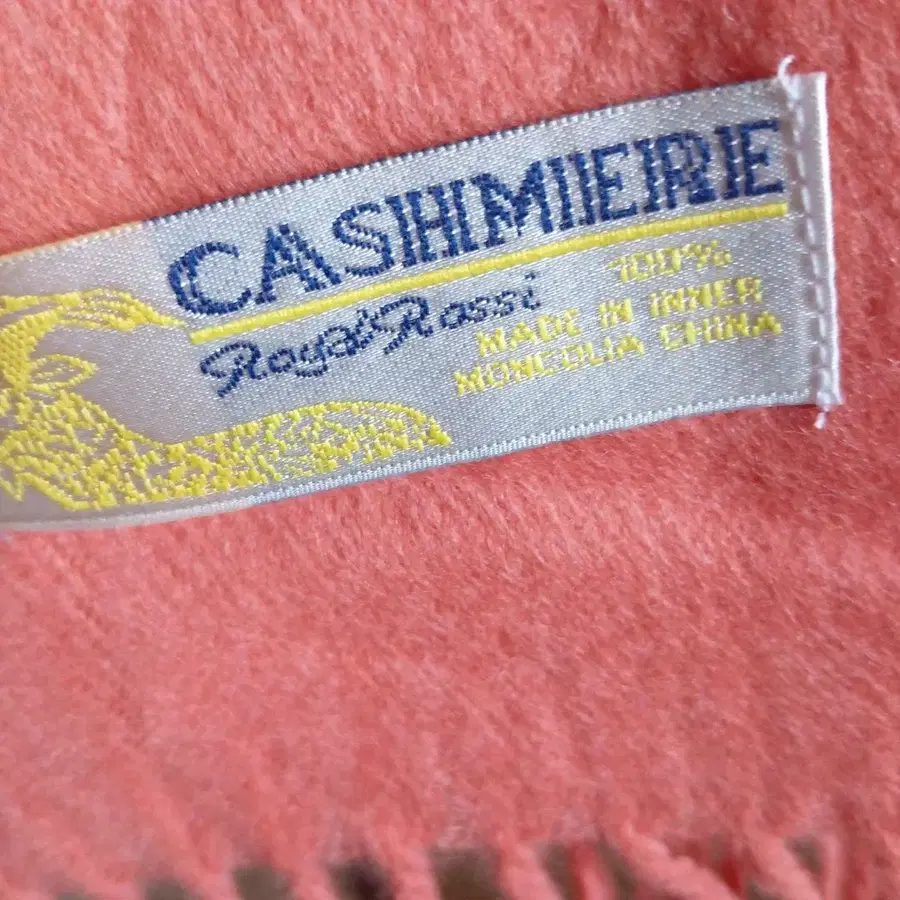 CASHMERE
Royal Rossi
100%
MADE IN INNER
MONGOLIA CHINA